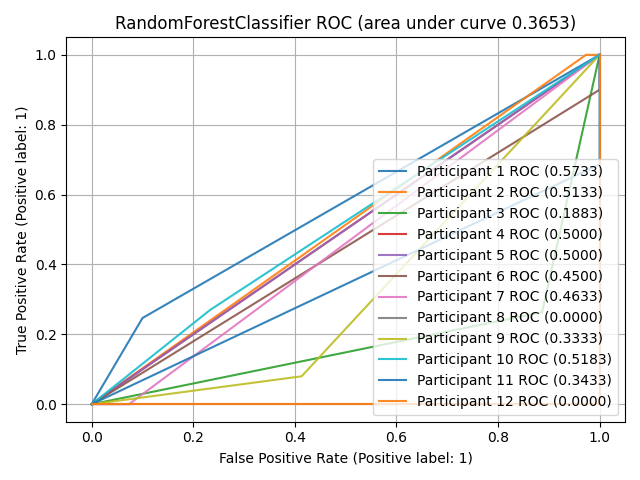 RandomForestClassifier ROC (area under curve 0.3653)
True Positive Rate (Positive label: 1)
1.0
0.8
0.6
0.4
0.2
0.0
Participant 1 ROC (0.5733)
Participant 2 ROC (0.5133)
Participant 3 ROC (0.1883)
Participant 4 ROC (0.5000)
Participant 5 ROC (0.5000)
Participant 6 ROC (0.4500)
Participant 7 ROC (0.4633)
Participant 8 ROC (0.0000)
Participant 9 ROC (0.3333)
Participant 10 ROC (0.5183)
Participant 11 ROC (0.3433)
Participant 12 ROC (0.0000)
0.0 0.2 0.4 0.6 0.8 1.0
False Positive Rate (Positive label: 1)